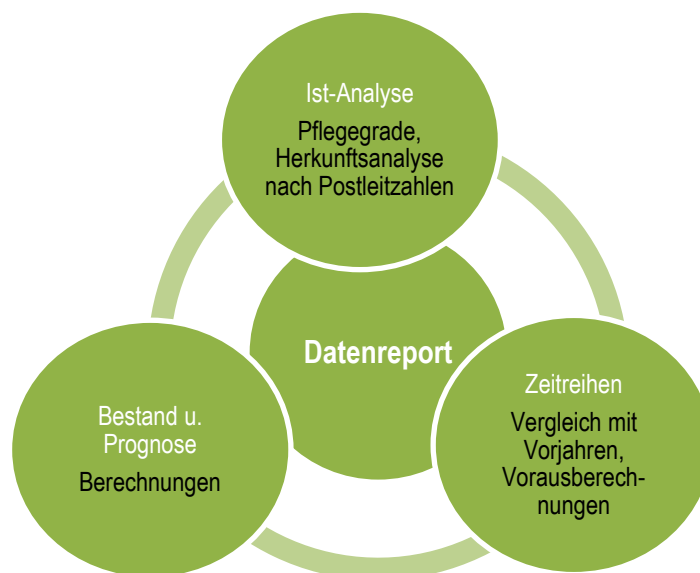 Ist-Analyse
Pflegegrade,
Herkunftsanalyse
nach Postleitzahlen
Datenreport
Bestand u.
Prognose
Berechnungen
Zeitreihen
Vergleich mit
Vorjahren,
Vorausberech-
nungen